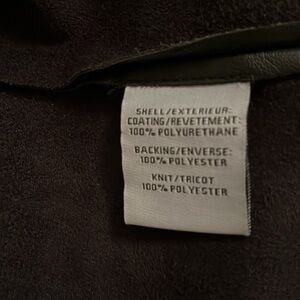 SHELL/EXTERIEUR:
COATING/REVETEMENT:
100% POLYURETHANE
BACKING/ENVERSE:
100% POLYESTER
KNIT/TRICOT
100% POLYESTER